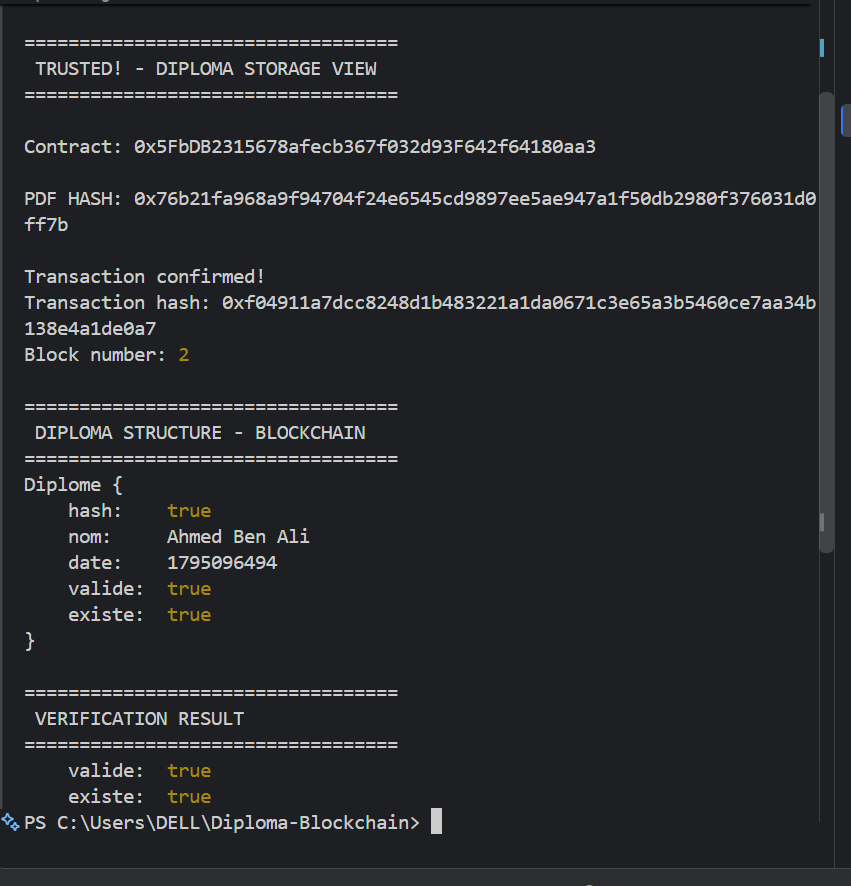 ==================================
TRUSTED! - DIPLOMA STORAGE VIEW
==================================
Contract: 0x5FbDB2315678afecb367f032d93F642f64180aa3
PDF HASH: 0x76b21fa968a9f94704f24e6545cd9897ee5ae947a1f50db2980f376031d0
ff7b
Transaction confirmed!
Transaction hash: 0xf04911a7dcc8248d1b483221a1da0671c3e65a3b5460ce7aa34b
138e4a1de0a7
Block number: 2
==================================
DIPLOMA STRUCTURE - BLOCKCHAIN
==================================
Diplome {
    hash:    true
    nom:     Ahmed Ben Ali
    date:    1795096494
    valide:  true
    existe:  true
}
==================================
VERIFICATION RESULT
==================================
    valide:  true
    existe:  true
PS C:\Users\DELL\Diploma-Blockchain>